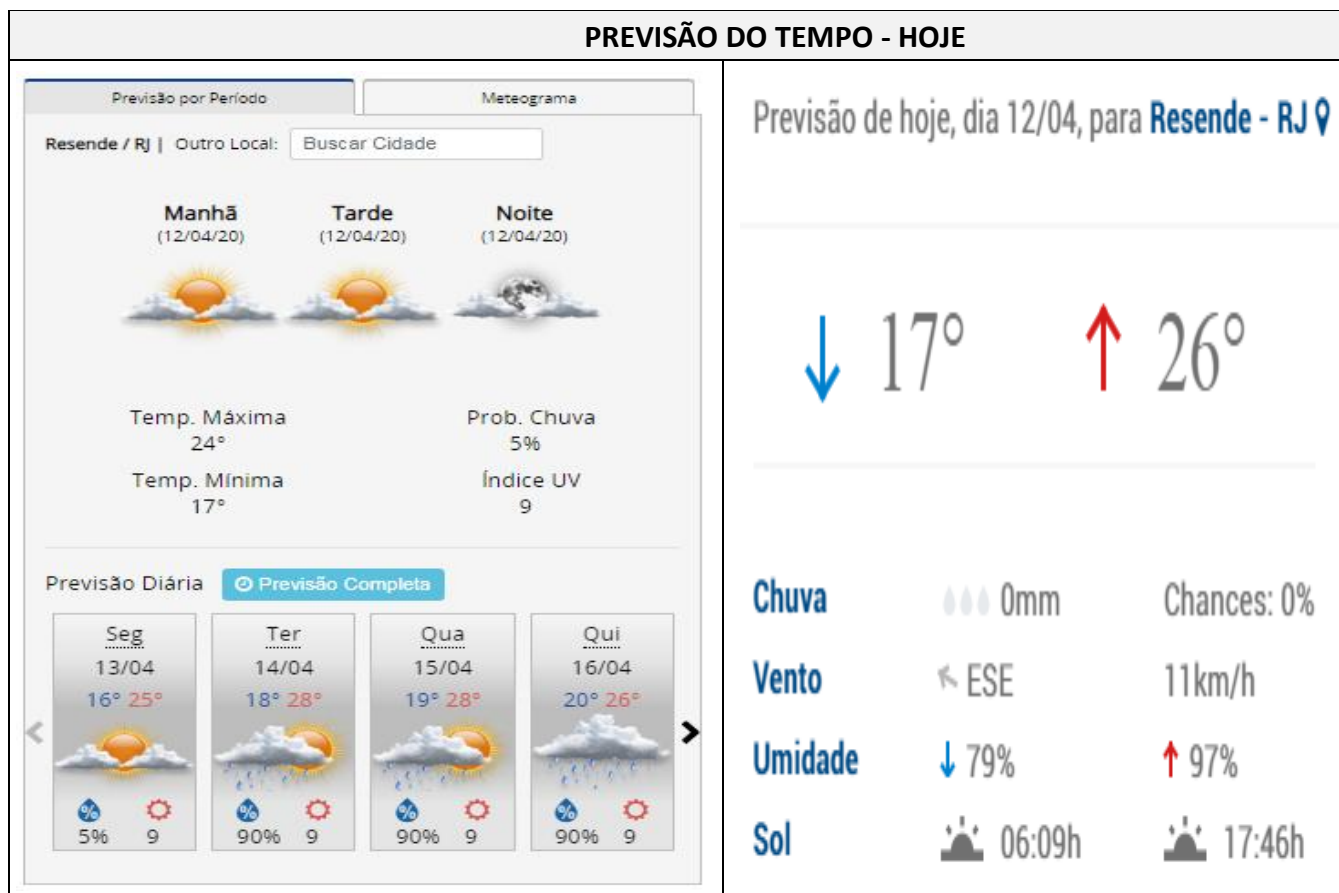 PREVISÃO DO TEMPO - HOJE
Previsão por Período Meteograma
Resende / RJ | Outro Local: Buscar Cidade
Manhã Tarde Noite
(12/04/20) (12/04/20) (12/04/20)
Temp. Máxima Prob. Chuva
24° 5%
Temp. Mínima Índice UV
17° 9
Previsão Diária Previsão Completa
Seg Ter Qua Qui
13/04 14/04 15/04 16/04
16° 25° 18° 28° 19° 28° 20° 26°
% % % %
5% 9 90% 9 90% 9 90% 9
Previsão de hoje, dia 12/04, para Resende - RJ
17° 26°
Chuva 0mm Chances: 0%
Vento ESE 11km/h
Umidade 79% 97%
Sol 06:09h 17:46h